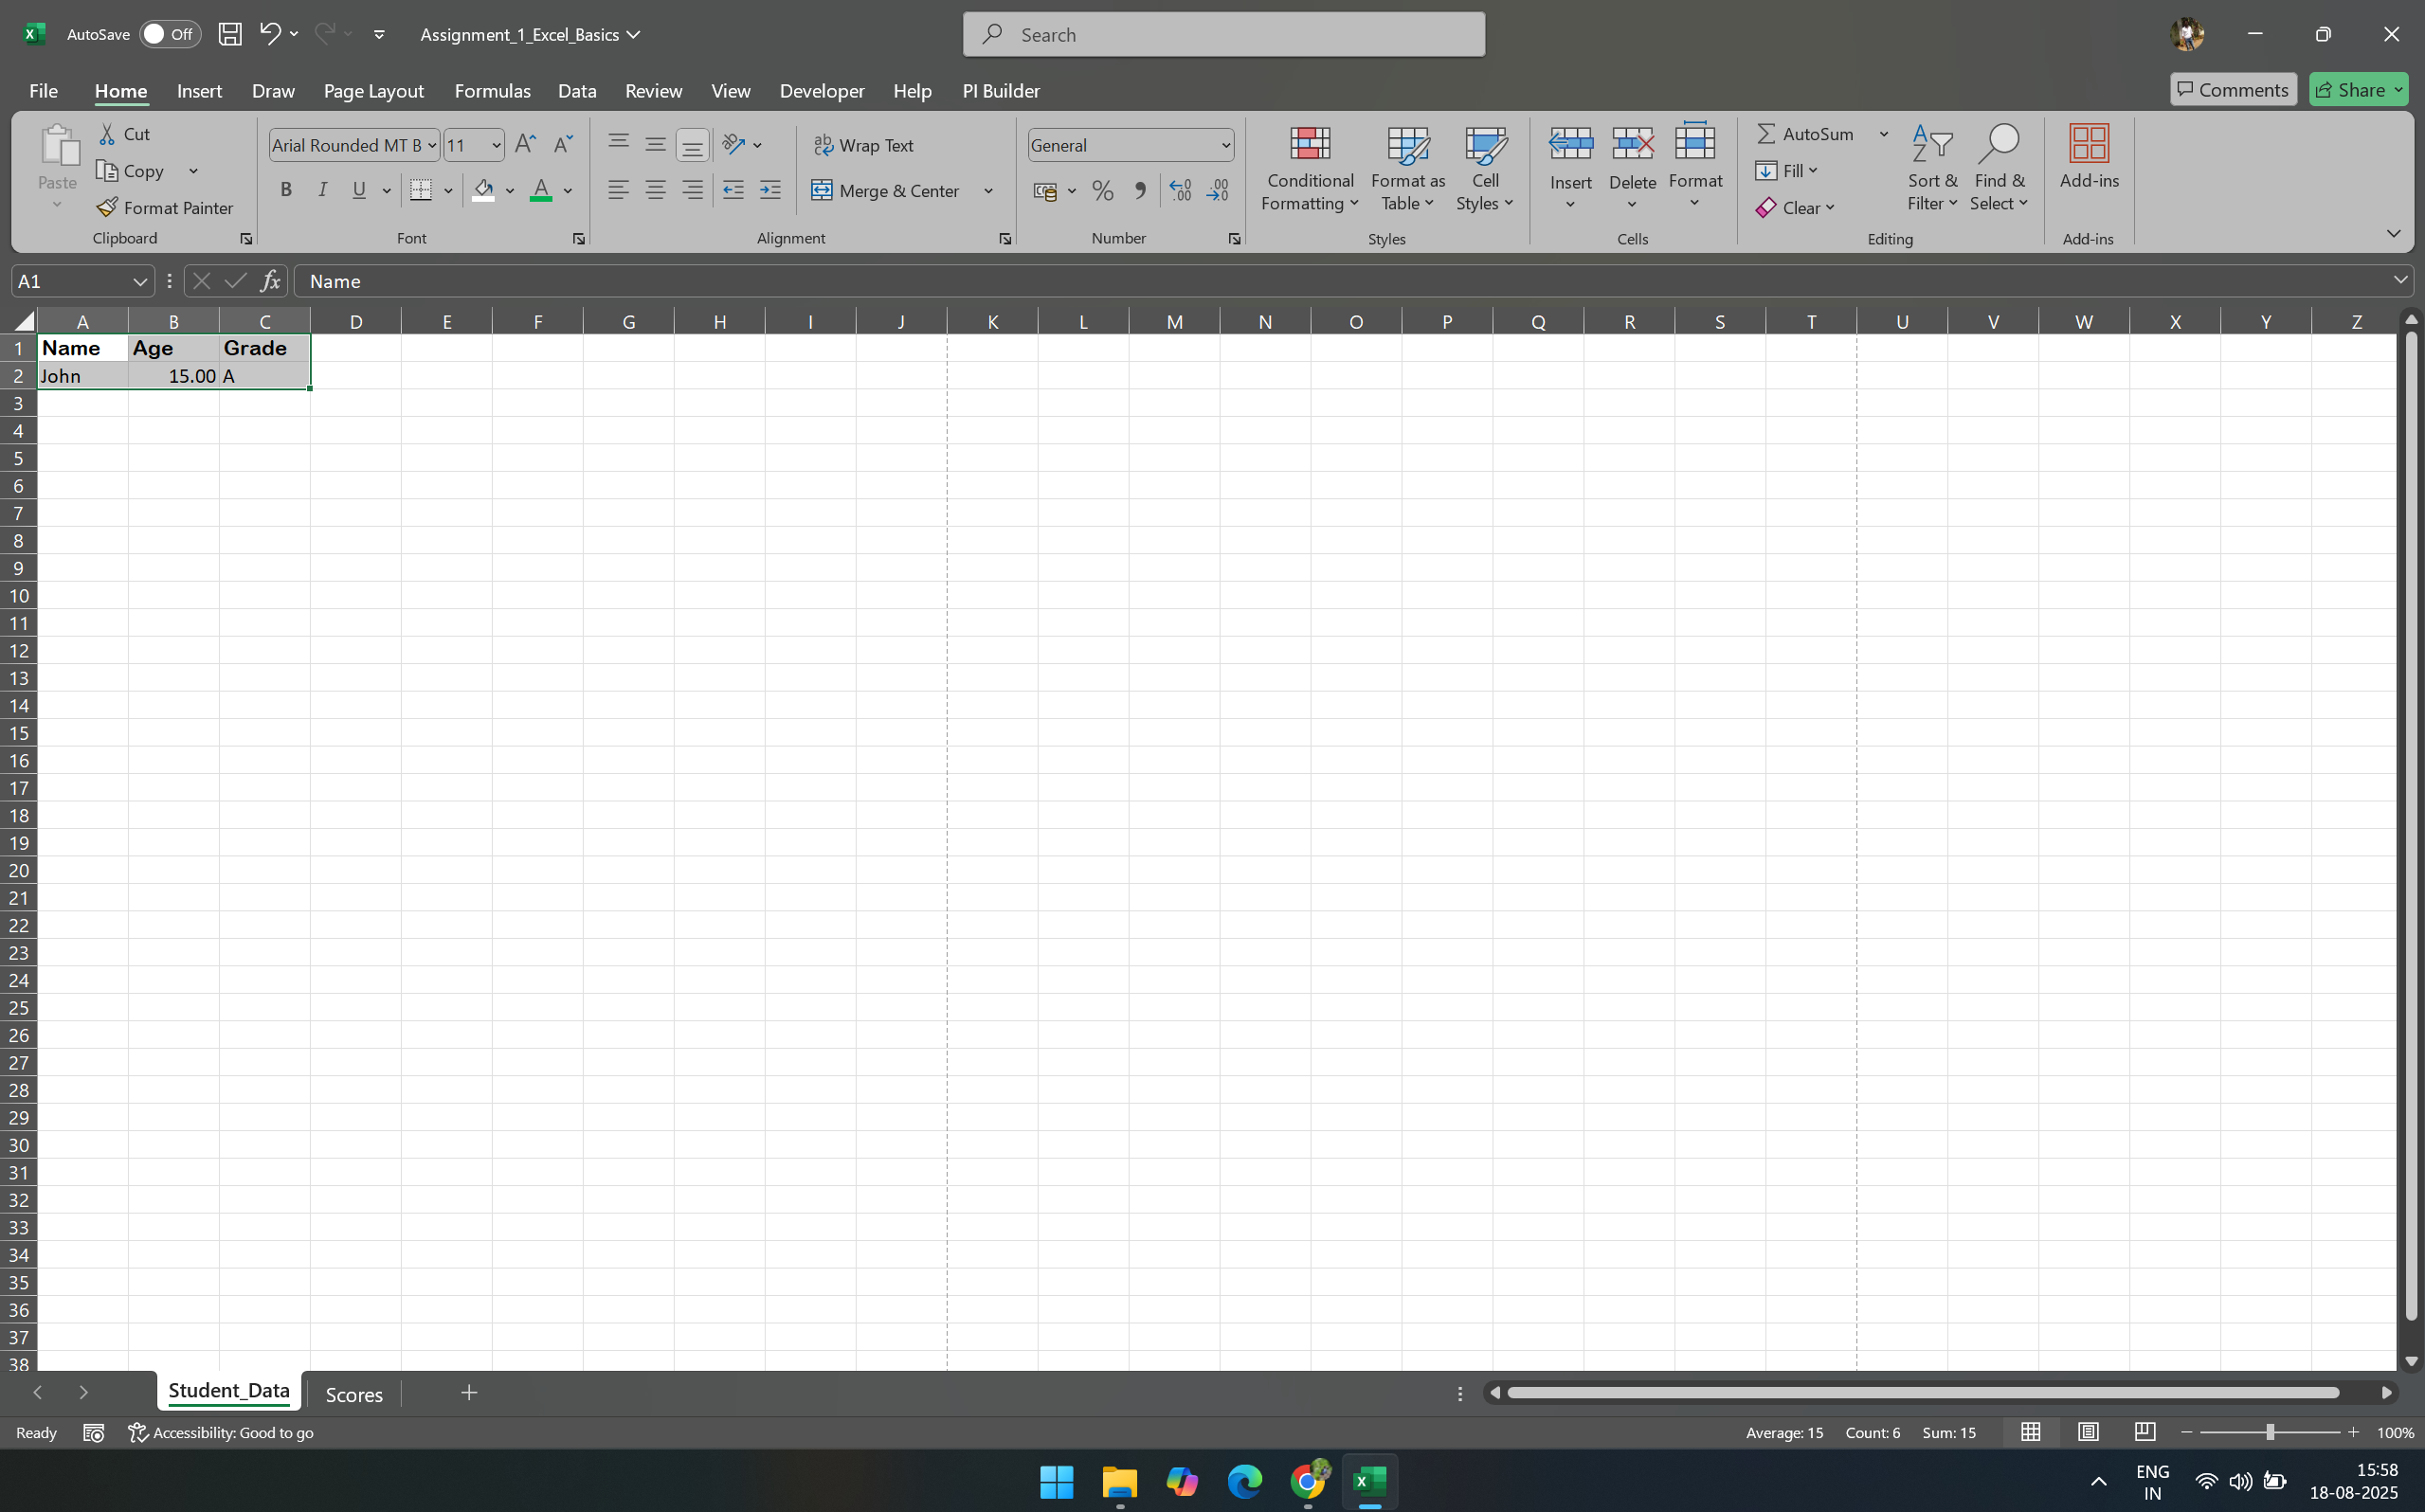 AutoSave Off Assignment_1_Excel_Basics Search
File Home Insert Draw Page Layout Formulas Data Review View Developer Help PI Builder Comments Share
Paste
Cut
Copy
Format Painter
Clipboard
Arial Rounded MT B 11
B I U
Font
Wrap Text
Merge & Center
Alignment
General
Number
Conditional Formatting
Format as Table
Cell Styles
Styles
Insert Delete Format
Cells
AutoSum
Fill
Clear
Sort & Filter
Find & Select
Editing
Add-ins
Add-ins
A1 fx Name
A B C D E F G H I J K L M N O P Q R S T U V W X Y Z
1 Name Age Grade
2 John 15.00 A
3
4
5
6
7
8
9
10
11
12
13
14
15
16
17
18
19
20
21
22
23
24
25
26
27
28
29
30
31
32
33
34
35
36
37
38
Student_Data Scores
Ready Accessibility: Good to go Average: 15 Count: 6 Sum: 15 100%
ENG 15:58
IN 18-08-2025